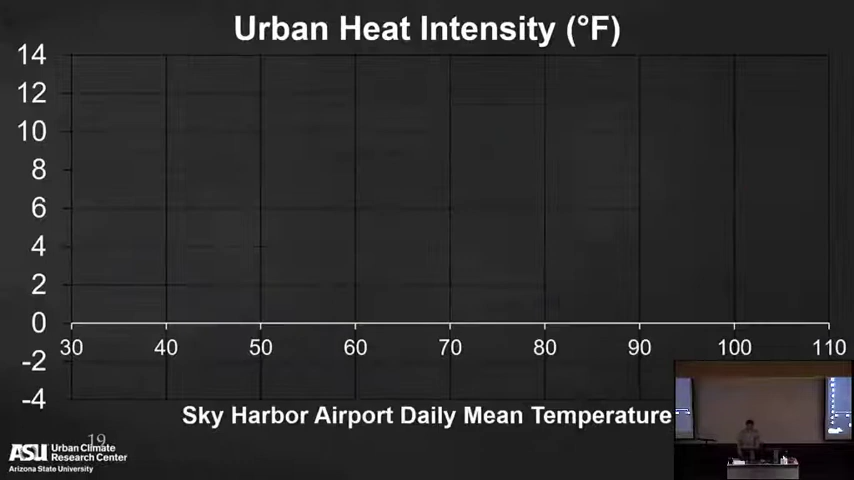 Urban Heat Intensity (°F)
14
12
10
8
6
4
2
0
-2
-4
30 40 50 60 70 80 90 100 110
Sky Harbor Airport Daily Mean Temperature
19
ASU Urban Climate
Research Center
Arizona State University